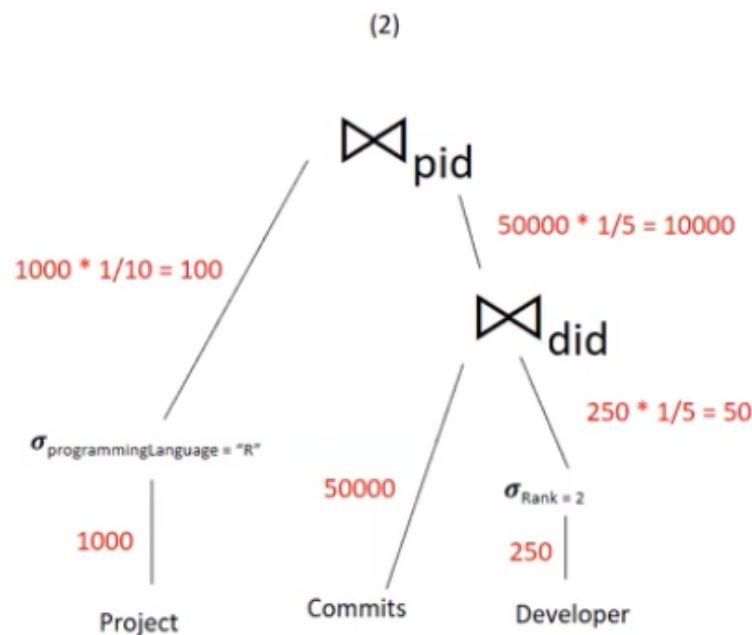 (2)
⋈pid
50000 * 1/5 = 10000
1000 * 1/10 = 100
⋈did
250 * 1/5 = 50
σprogrammingLanguage = “R”
50000
σRank = 2
1000
250
Project
Commits
Developer